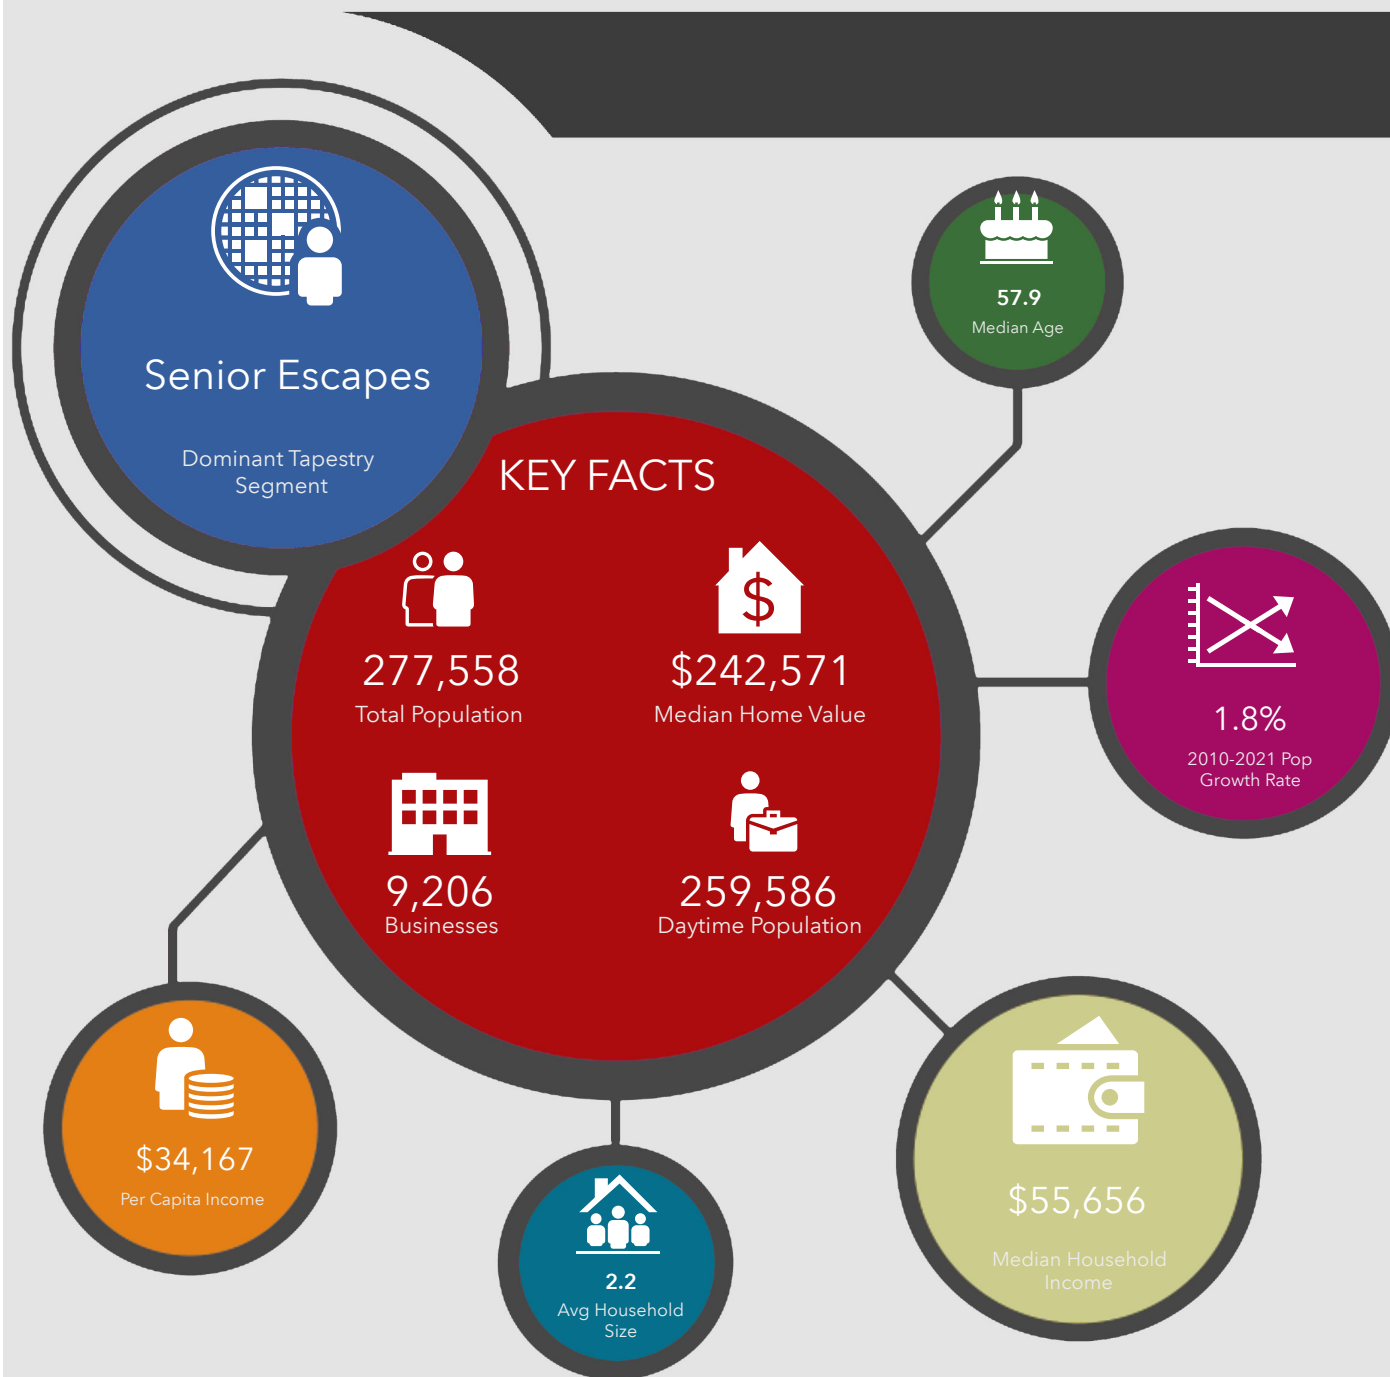 Senior Escapes
Dominant Tapestry
Segment
KEY FACTS
277,558
Total Population
$242,571
Median Home Value
9,206
Businesses
259,586
Daytime Population
57.9
Median Age
1.8%
2010-2021 Pop
Growth Rate
$34,167
Per Capita Income
2.2
Avg Household
Size
$55,656
Median Household
Income